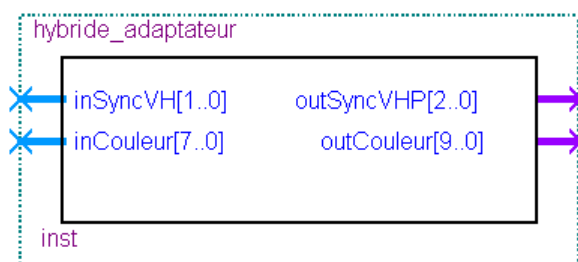 hybride_adaptateur
inSyncVH[1..0] outSyncVHP[2..0]
inCouleur[7..0] outCouleur[9..0]
inst